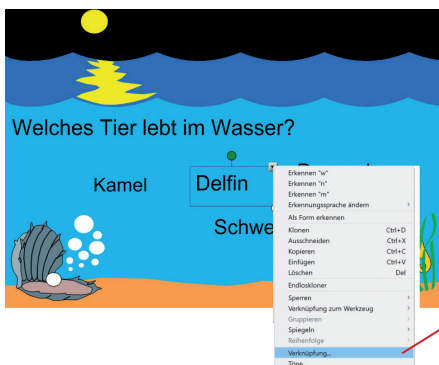 Welches Tier lebt im Wasser?
Kamel
Delfin
Schwe
Erkennen "w"
Erkennen "n"
Erkennen "m"
Erkennungssprache ändern
Als Form erkennen
Klonen Ctrl+D
Ausschneiden Ctrl+X
Kopieren Ctrl+C
Einfügen Ctrl+V
Löschen Del
Endloskloner
Sperren
Verknüpfung zum Werkzeug
Gruppieren
Spiegeln
Reihenfolge
Verknüpfung...
Töne